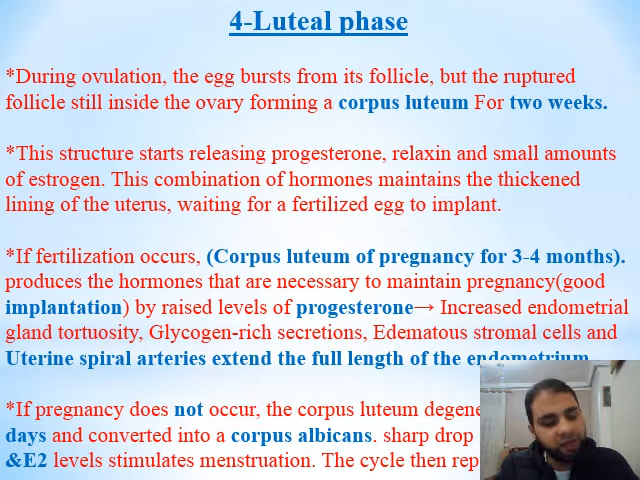 4-Luteal phase
*During ovulation, the egg bursts from its follicle, but the ruptured
follicle still inside the ovary forming a corpus luteum For two weeks.
*This structure starts releasing progesterone, relaxin and small amounts
of estrogen. This combination of hormones maintains the thickened
lining of the uterus, waiting for a fertilized egg to implant.
*If fertilization occurs, (Corpus luteum of pregnancy for 3-4 months).
produces the hormones that are necessary to maintain pregnancy(good
implantation) by raised levels of progesterone→ Increased endometrial
gland tortuosity, Glycogen-rich secretions, Edematous stromal cells and
Uterine spiral arteries extend the full length of the endometrium
*If pregnancy does not occur, the corpus luteum
days and converted into a corpus albicans. sharp drop
&E2 levels stimulates menstruation. The cycle then